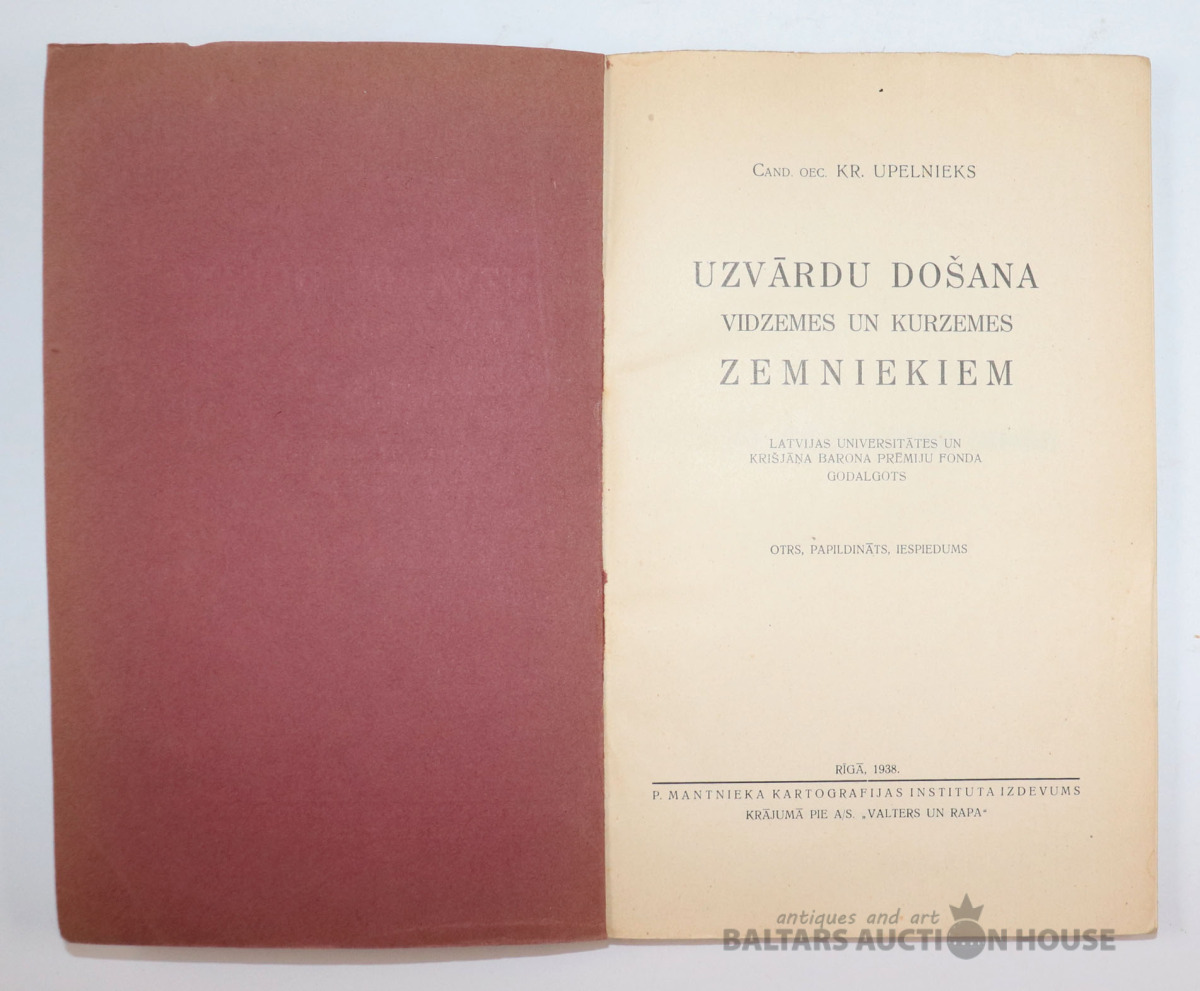 CAND. OEC. KR. UPELNIEKS
UZVĀRDU DOŠANA
VIDZEMES UN KURZEMES
ZEMNIEKIEM
LATVIJAS UNIVERSITĀTES UN
KRIŠJĀŅA BARONA PRĒMIJU FONDA
GODALGOTS
OTRS, PAPILDINĀTS, IESPIEDUMS
RĪGĀ, 1938.
P. MANTNIEKA KARTOGRAFIJAS INSTITUTA IZDEVUMS
KRĀJUMĀ PIE A/S. „VALTERS UN RAPA“
antiques and art
BALTARS AUCTION HOUSE